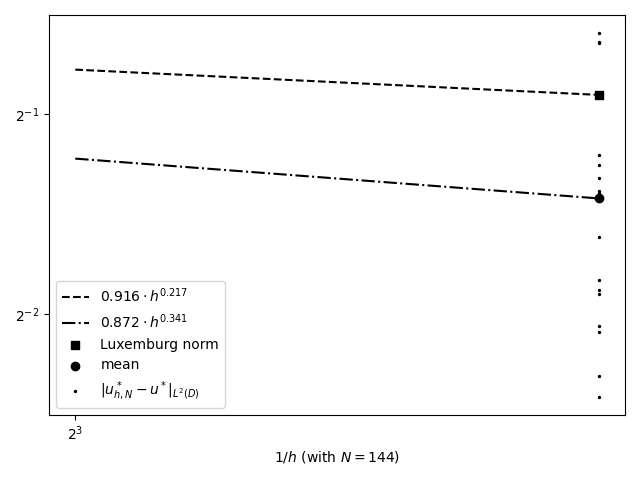 2^{-1}
2^{-2}
0.916 · h^{0.217}
0.872 · h^{0.341}
Luxemburg norm
mean
|u^*_{h,N} − u^*|_{L^2(D)}
2^3
1/h (with N = 144)